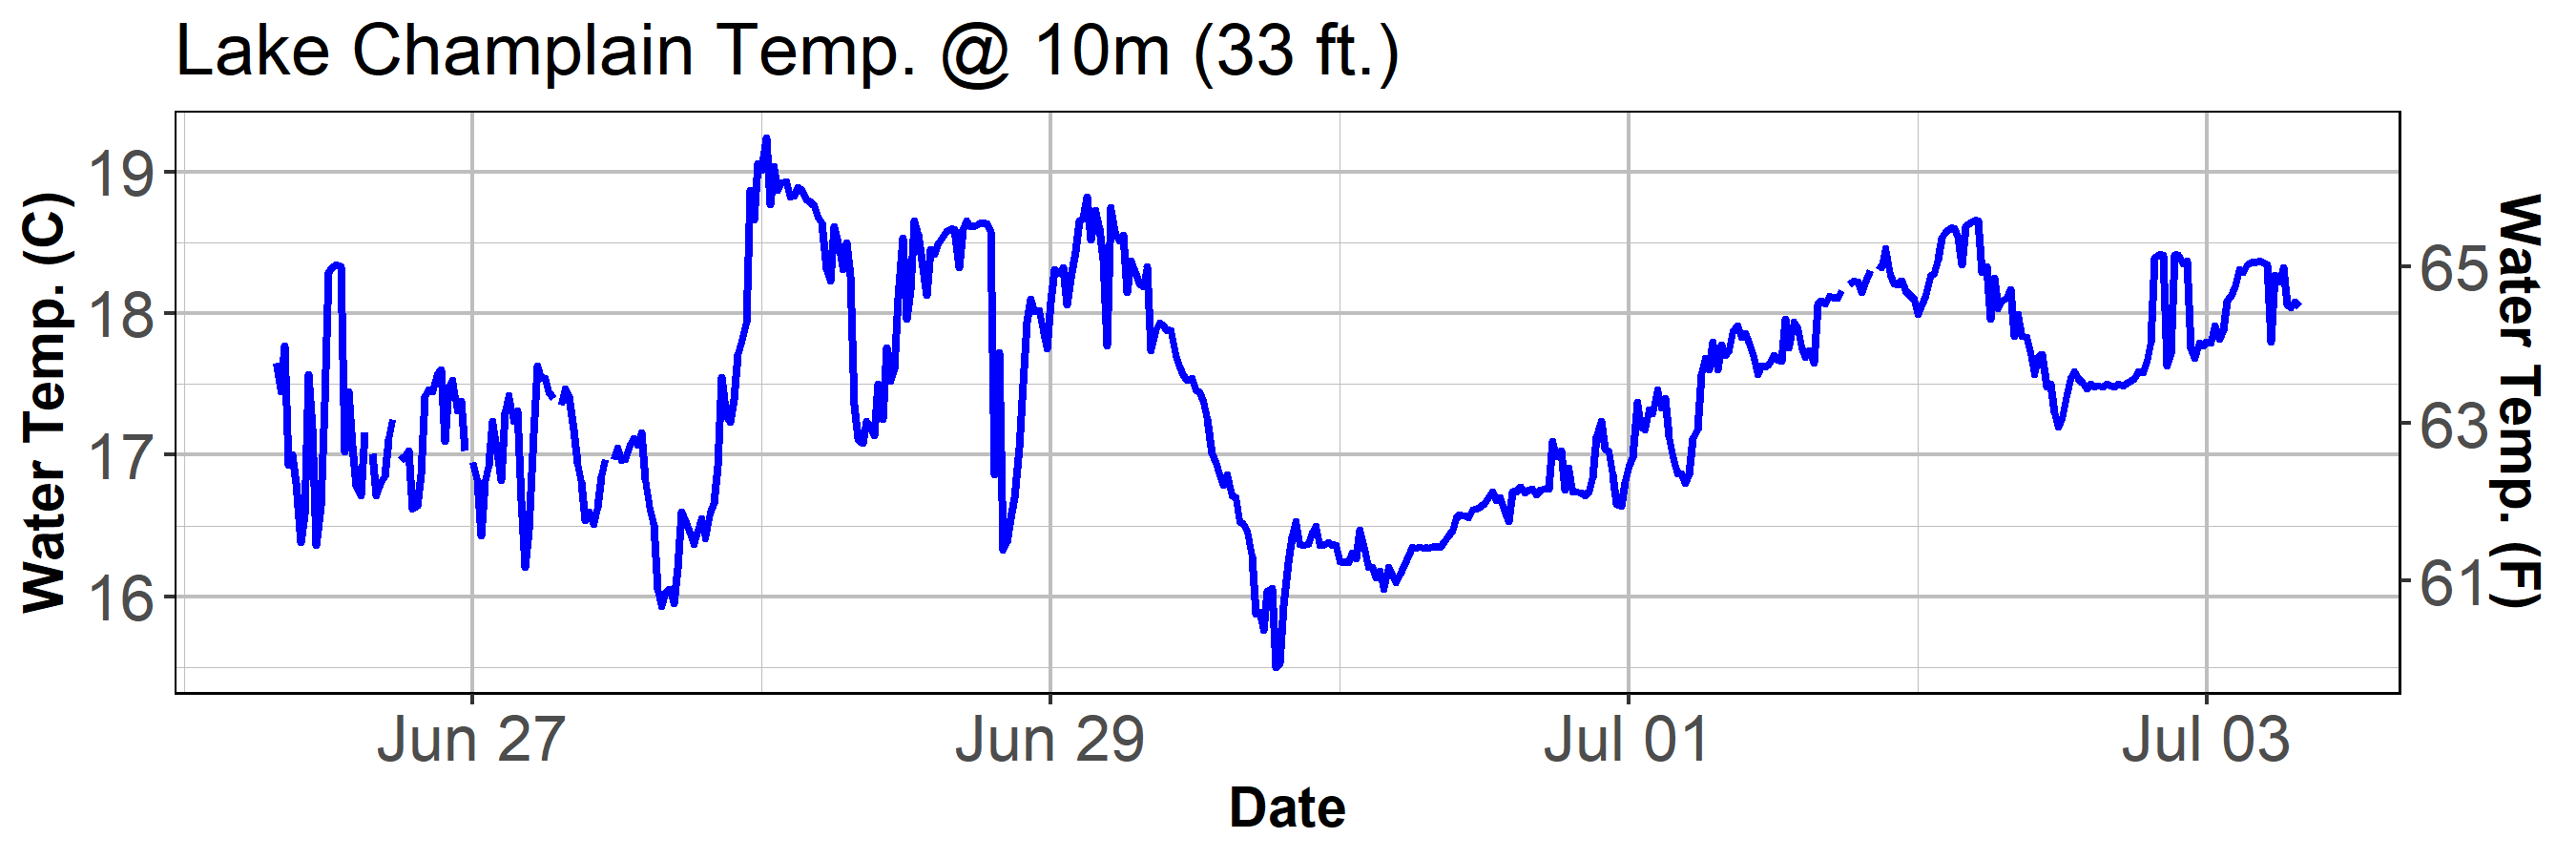 Lake Champlain Temp. @ 10m (33 ft.)
Water Temp. (C)
19
18
17
16
65
63
61
Water Temp. (F)
Jun 27
Jun 29
Jul 01
Jul 03
Date